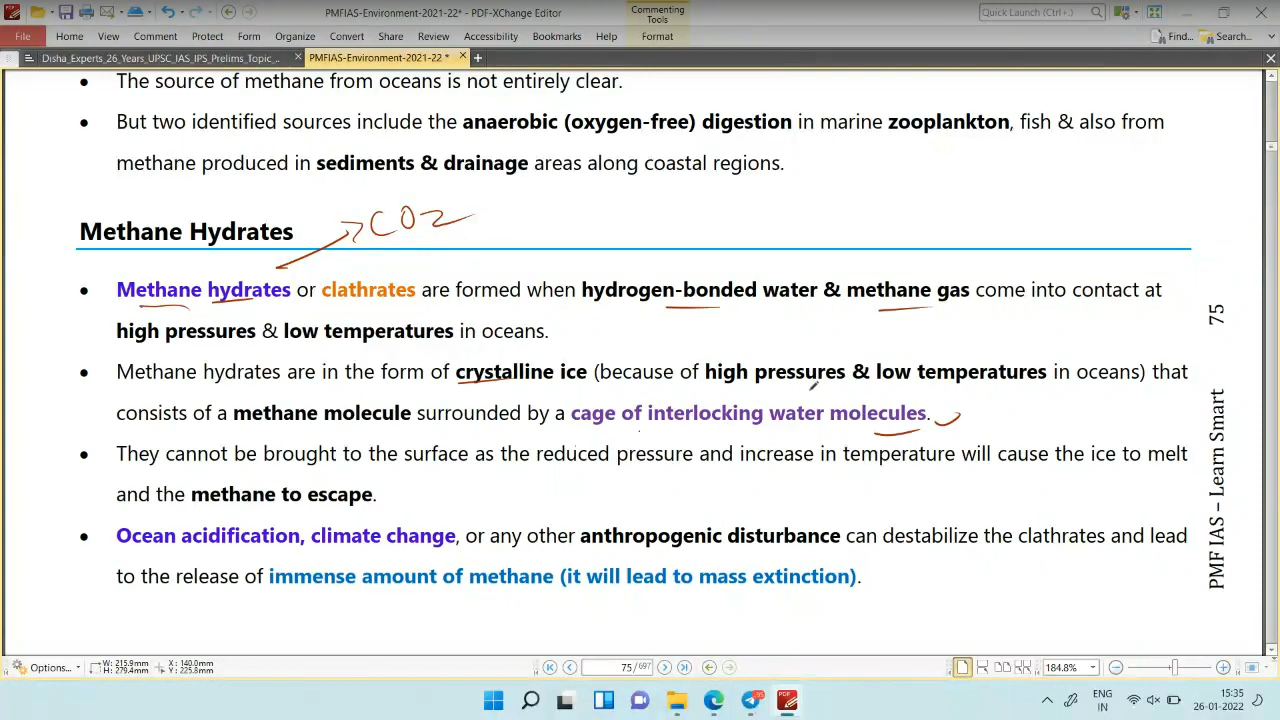 PMFIAS-Environment-2021-22* - PDF-XChange Editor
Commenting Tools
Quick Launch (Ctrl+.)
File Home View Comment Protect Form Organize Convert Share Review Accessibility Bookmarks Help Format Find... Search...
Disha_Experts_26_Years_UPSC_IAS_IPS_Prelims_Topic_.. PMFIAS-Environment-2021-22 *
• The source of methane from oceans is not entirely clear.
• But two identified sources include the anaerobic (oxygen-free) digestion in marine zooplankton, fish & also from
methane produced in sediments & drainage areas along coastal regions.
CO2
Methane Hydrates
• Methane hydrates or clathrates are formed when hydrogen-bonded water & methane gas come into contact at
high pressures & low temperatures in oceans.
• Methane hydrates are in the form of crystalline ice (because of high pressures & low temperatures in oceans) that
consists of a methane molecule surrounded by a cage of interlocking water molecules.
• They cannot be brought to the surface as the reduced pressure and increase in temperature will cause the ice to melt
and the methane to escape.
• Ocean acidification, climate change, or any other anthropogenic disturbance can destabilize the clathrates and lead
to the release of immense amount of methane (it will lead to mass extinction).
75
PMF IAS – Learn Smart
Options... W: 215.9mm X: 140.0mm 75 / 697 184.8%
H: 279.4mm Y: 225.8mm
95
ENG 15:35
IN 26-01-2022